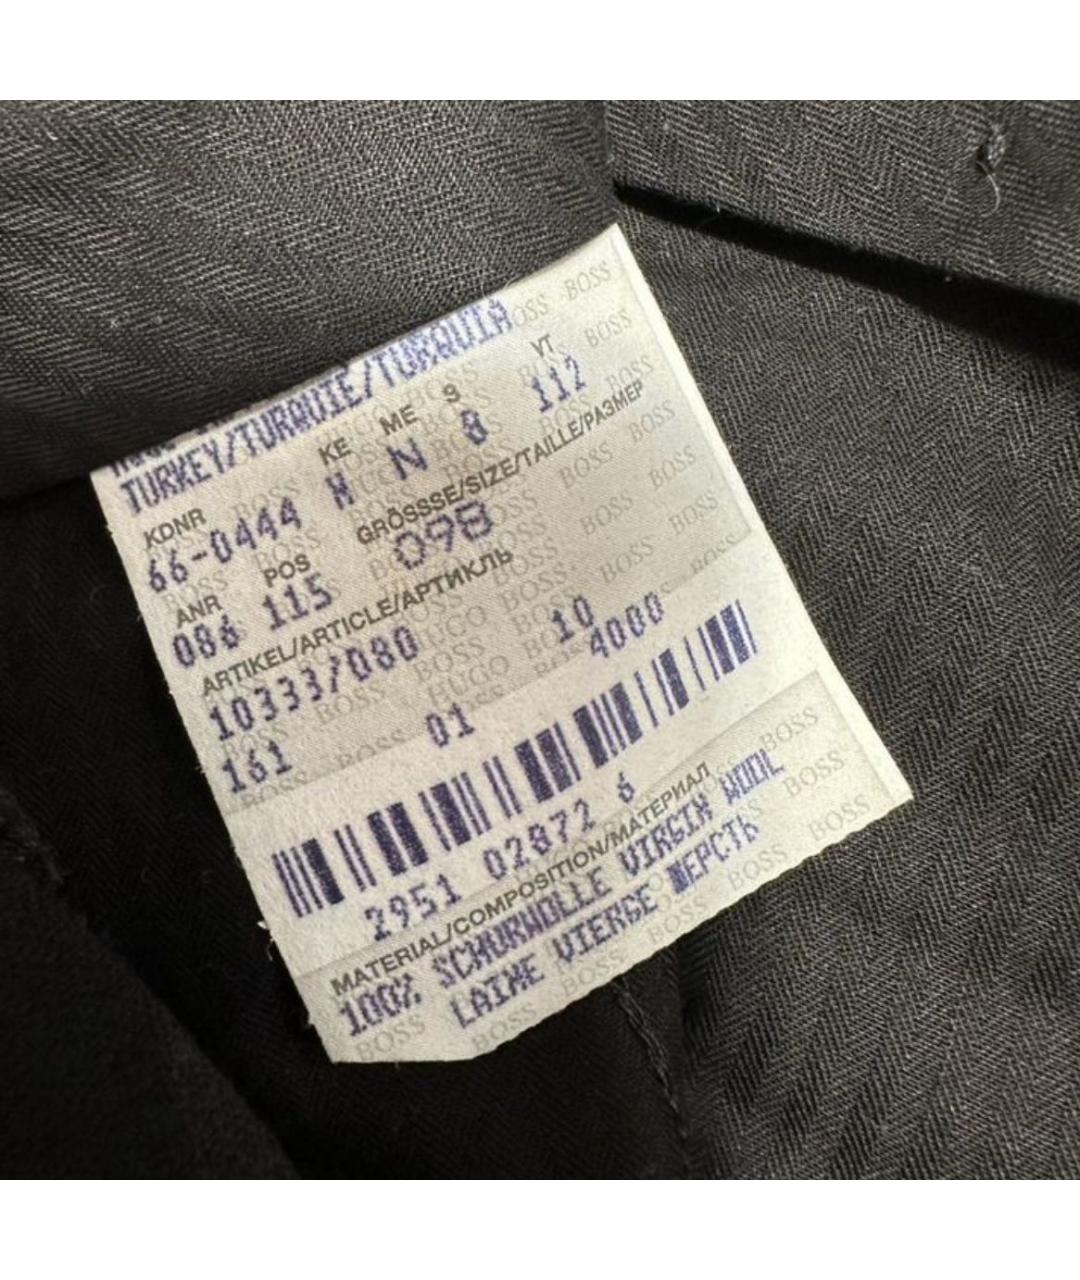 TURKEY/TURQUIE/TURQUIA
KDNR KE ME S VT
66-0444 H N 8 112
ANR POS GRÖSSSE/SIZE/TAILLE/РАЗМЕР
086 115 098
ARTIKEL/ARTICLE/АРТИКЛЬ
10333/080 10
161 01 4000
2951 02872 6
MATERIAL/COMPOSITION/МАТЕРИАЛ
100% SCHURWOLLE VIRGIN WOOL
LAINE VIERGE ШЕРСТЬ
HUGO BOSS